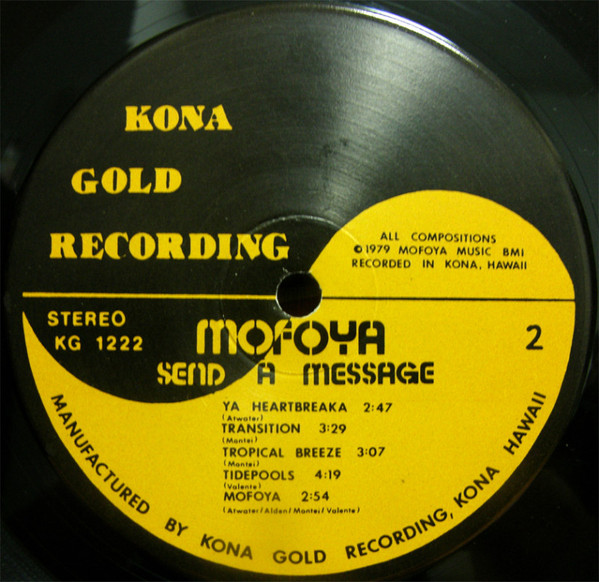 KONA
GOLD
RECORDING
ALL COMPOSITIONS
©1979 MOFOYA MUSIC BMI
RECORDED IN KONA, HAWAII
STEREO
KG 1222
MOFOYA
2
SEND A MESSAGE
YA HEARTBREAKA 2:47
(Atwater)
TRANSITION 3:29
(Montei)
TROPICAL BREEZE 3:07
(Montei)
TIDEPOOLS 4:19
(Valente)
MOFOYA 2:54
(Atwater/Alden/Montei/Valente)
MANUFACTURED BY KONA GOLD RECORDING, KONA HAWAII